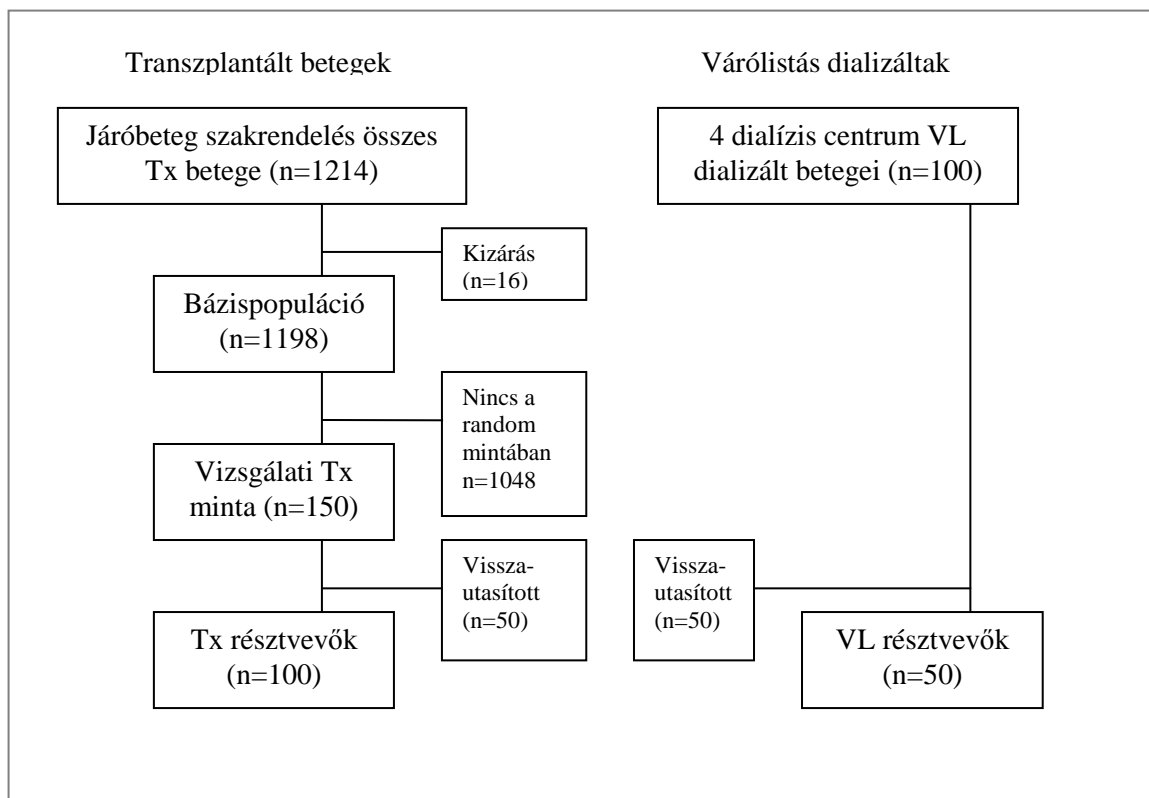 Transzplantált betegek
Járóbeteg szakrendelés összes
Tx betege (n=1214)
Kizárás
(n=16)
Bázispopuláció
(n=1198)
Nincs a
random
mintában
n=1048
Vizsgálati Tx
minta (n=150)
Vissza-
utasított
(n=50)
Tx résztvevők
(n=100)
Várólistás dializáltak
4 dialízis centrum VL
dializált betegei (n=100)
Vissza-
utasított
(n=50)
VL résztvevők
(n=50)